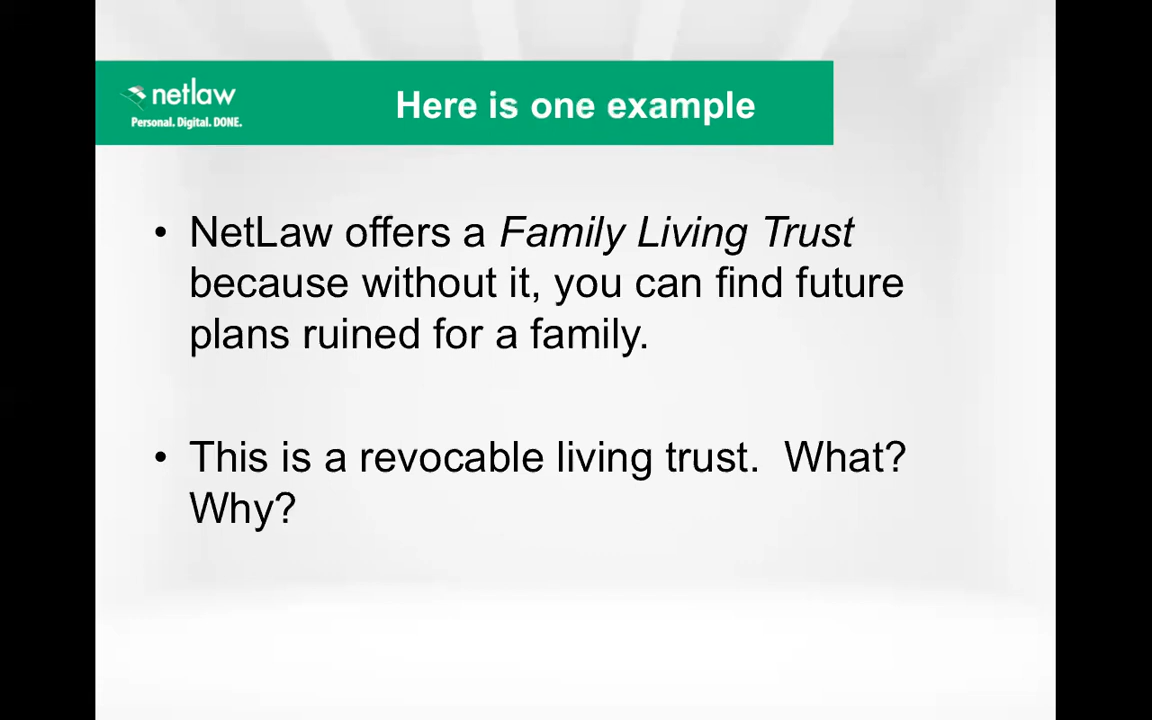 netlaw
Personal. Digital. DONE.
Here is one example
• NetLaw offers a Family Living Trust
because without it, you can find future
plans ruined for a family.
• This is a revocable living trust.  What?
Why?